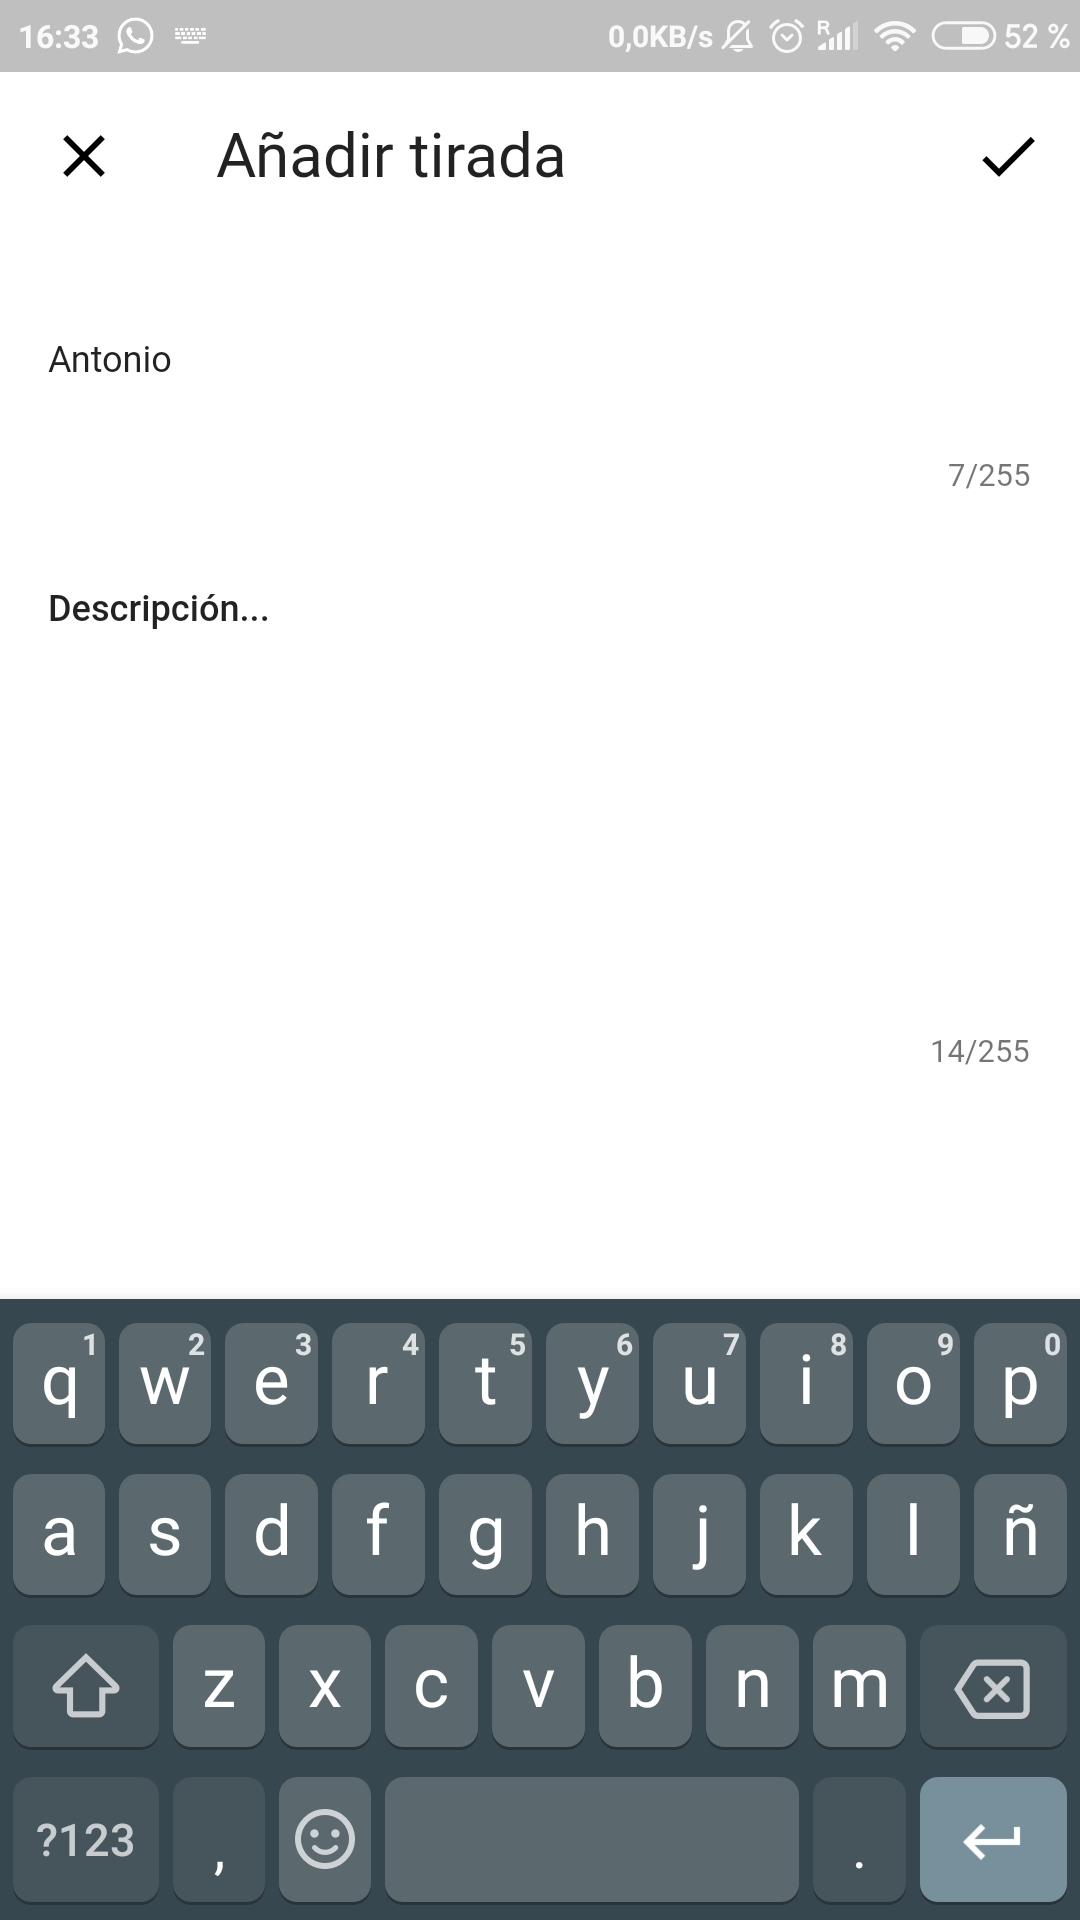 16:33 0,0KB/s R 52 %
Añadir tirada
Antonio
7/255
Descripción...
14/255
1 2 3 4 5 6 7 8 9 0
q w e r t y u i o p
a s d f g h j k l ñ
z x c v b n m
?123 , .